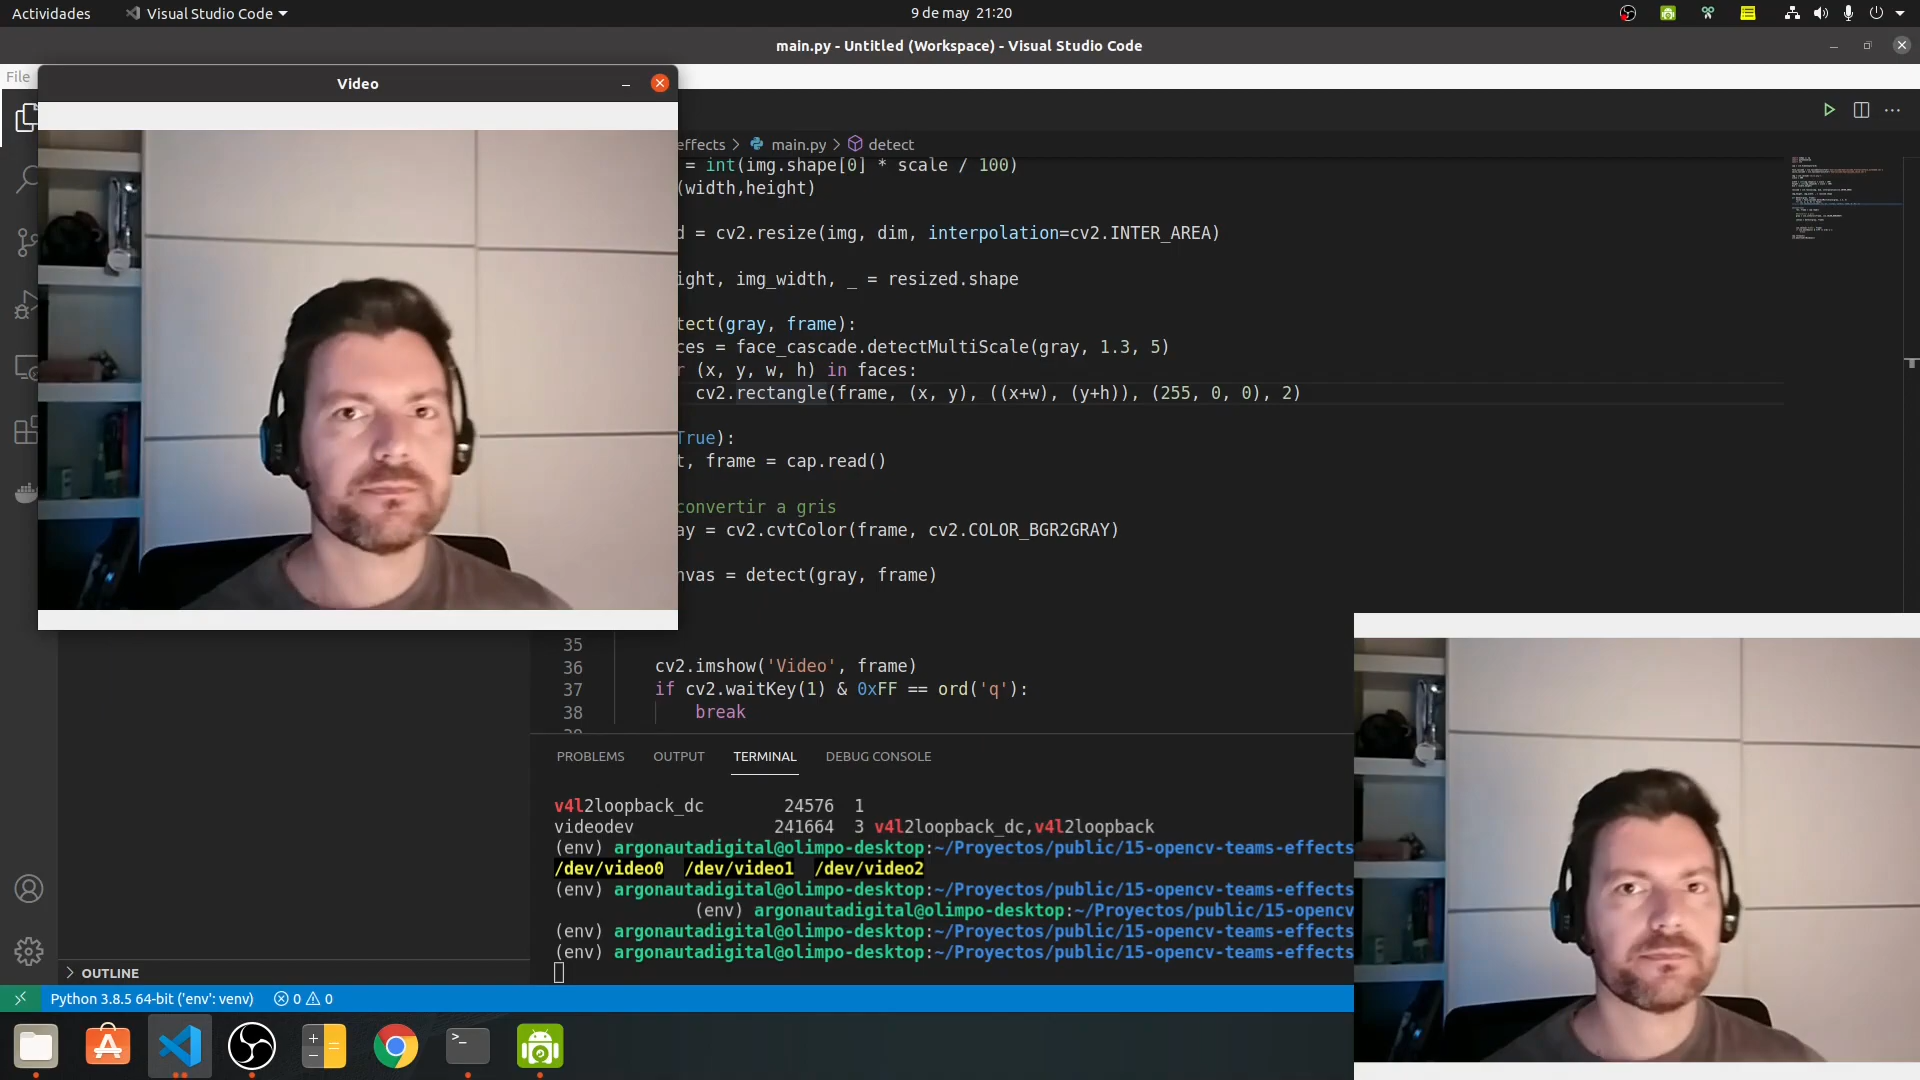 Actividades
Visual Studio Code
9 de may 21:20
main.py - Untitled (Workspace) - Visual Studio Code
File
Video
effects > main.py > detect
= int(img.shape[0] * scale / 100)
(width,height)
d = cv2.resize(img, dim, interpolation=cv2.INTER_AREA)
ight, img_width, _ = resized.shape
tect(gray, frame):
ces = face_cascade.detectMultiScale(gray, 1.3, 5)
r (x, y, w, h) in faces:
cv2.rectangle(frame, (x, y), ((x+w), (y+h)), (255, 0, 0), 2)
True):
t, frame = cap.read()
convertir a gris
ay = cv2.cvtColor(frame, cv2.COLOR_BGR2GRAY)
nvas = detect(gray, frame)
35
36 cv2.imshow('Video', frame)
37 if cv2.waitKey(1) & 0xFF == ord('q'):
38 break
PROBLEMS OUTPUT TERMINAL DEBUG CONSOLE
v4l2loopback_dc 24576 1
videodev 241664 3 v4l2loopback_dc,v4l2loopback
(env) argonautadigital@olimpo-desktop:~/Proyectos/public/15-opencv-teams-effects
/dev/video0 /dev/video1 /dev/video2
(env) argonautadigital@olimpo-desktop:~/Proyectos/public/15-opencv-teams-effects
(env) argonautadigital@olimpo-desktop:~/Proyectos/public/15-opencv
(env) argonautadigital@olimpo-desktop:~/Proyectos/public/15-opencv-teams-effects
(env) argonautadigital@olimpo-desktop:~/Proyectos/public/15-opencv-teams-effects
OUTLINE
Python 3.8.5 64-bit ('env': venv) 0 0